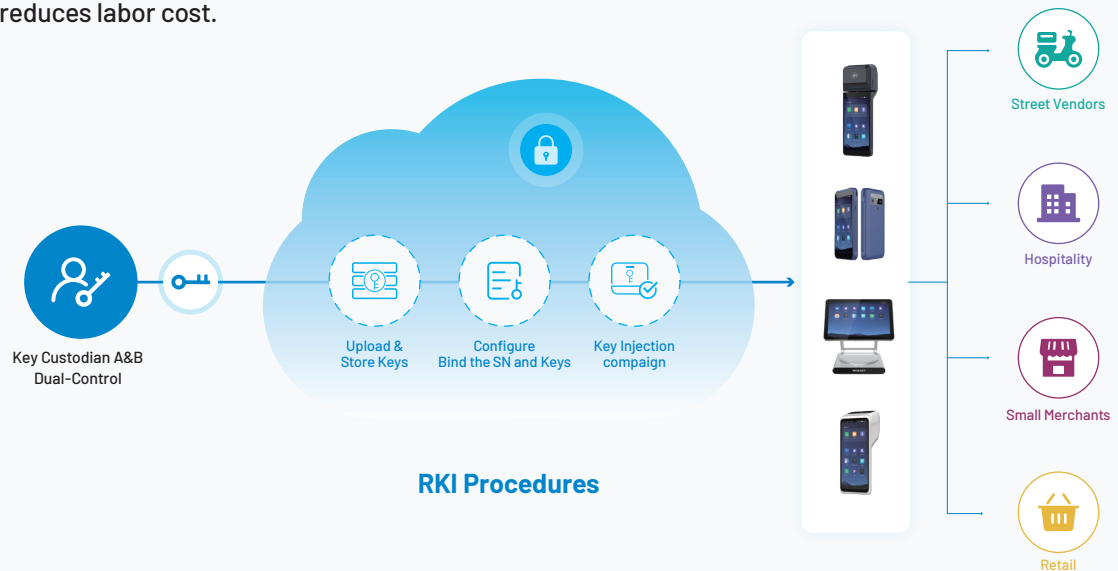 reduces labor cost.
Key Custodian A&B
Dual-Control
Upload &
Store Keys
Configure
Bind the SN and Keys
Key Injection
compaign
RKI Procedures
Street Vendors
Hospitality
Small Merchants
Retail